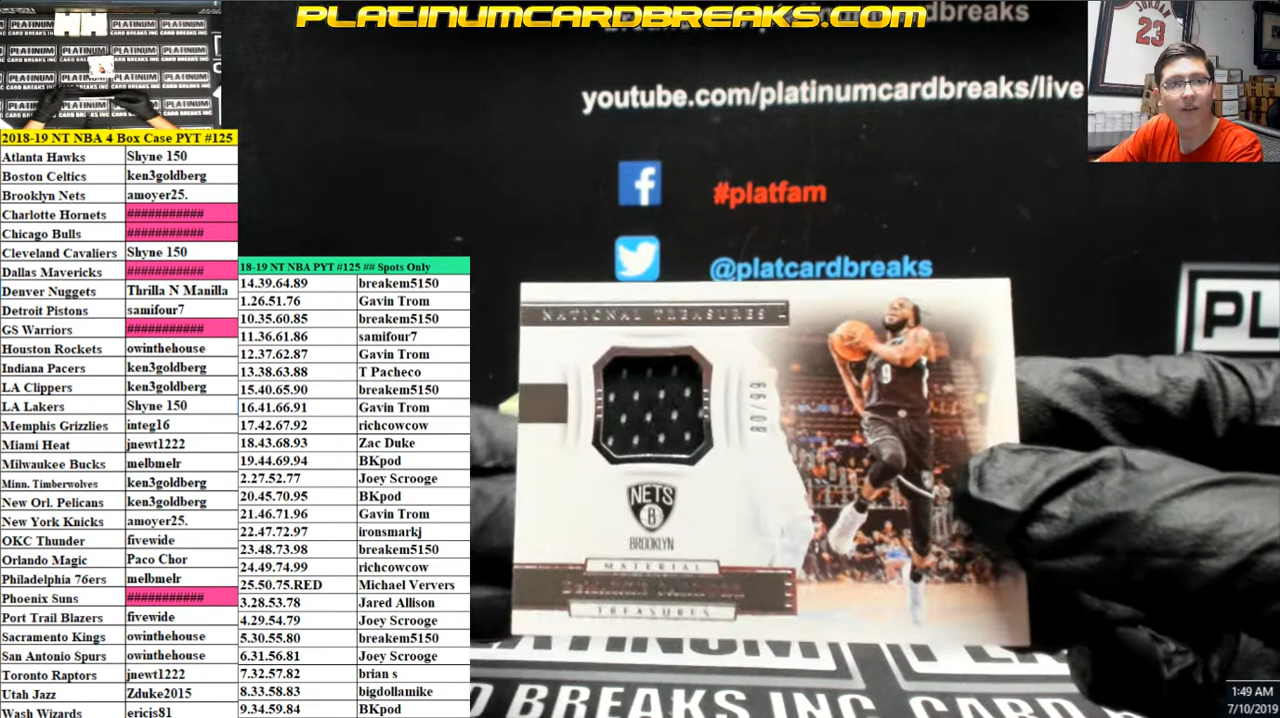 PLATINUMCARDBREAKS.COM
youtube.com/platinumcardbreaks/live
#platfam
@platcardbreaks
JORDAN
23
2018-19 NT NBA 4 Box Case PYT #125
Atlanta Hawks Shyne 150
Boston Celtics ken3goldberg
Brooklyn Nets amoyer25.
Charlotte Hornets ###########
Chicago Bulls ###########
Cleveland Cavaliers Shyne 150
Dallas Mavericks ###########
Denver Nuggets Thrilla N Manilla
Detroit Pistons samifour7
GS Warriors ###########
Houston Rockets owinthehouse
Indiana Pacers ken3goldberg
LA Clippers ken3goldberg
LA Lakers Shyne 150
Memphis Grizzlies integ16
Miami Heat jnewt1222
Milwaukee Bucks melbmelr
Minn. Timberwolves ken3goldberg
New Orl. Pelicans ken3goldberg
New York Knicks amoyer25.
OKC Thunder fivewide
Orlando Magic Paco Chor
Philadelphia 76ers melbmelr
Phoenix Suns ###########
Port Trail Blazers fivewide
Sacramento Kings owinthehouse
San Antonio Spurs owinthehouse
Toronto Raptors jnewt1222
Utah Jazz Zduke2015
Wash Wizards ericjs81
18-19 NT NBA PYT #125 ## Spots Only
14.39.64.89 breakem5150
1.26.51.76 Gavin Trom
10.35.60.85 breakem5150
11.36.61.86 samifour7
12.37.62.87 Gavin Trom
13.38.63.88 T Pacheco
15.40.65.90 breakem5150
16.41.66.91 Gavin Trom
17.42.67.92 richcowcow
18.43.68.93 Zac Duke
19.44.69.94 BKpod
2.27.52.77 Joey Scrooge
20.45.70.95 BKpod
21.46.71.96 Gavin Trom
22.47.72.97 ironsmarkj
23.48.73.98 breakem5150
24.49.74.99 richcowcow
25.50.75.RED Michael Ververs
3.28.53.78 Jared Allison
4.29.54.79 Joey Scrooge
5.30.55.80 breakem5150
6.31.56.81 Joey Scrooge
7.32.57.82 brian s
8.33.58.83 bigdollamike
9.34.59.84 BKpod
NATIONAL TREASURES
80/99
9
NETS
B
BROOKLYN
MATERIAL
TREASURES
PL
BREAKS INC CARD
1:49 AM
7/10/2019